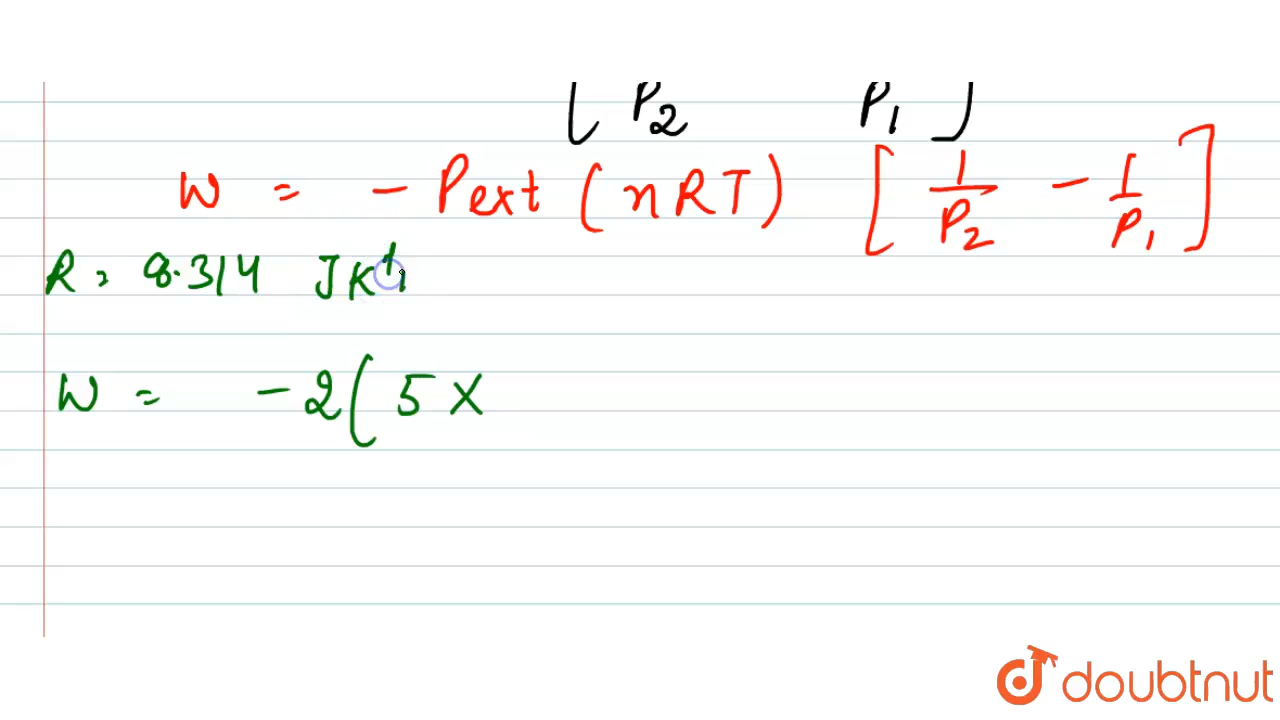 [ P₂ P₁ ]
W = - Pext (nRT) [ 1/P₂ - 1/P₁ ]
R = 8.314 JK⁻¹
W = - 2( 5 X
doubtnut